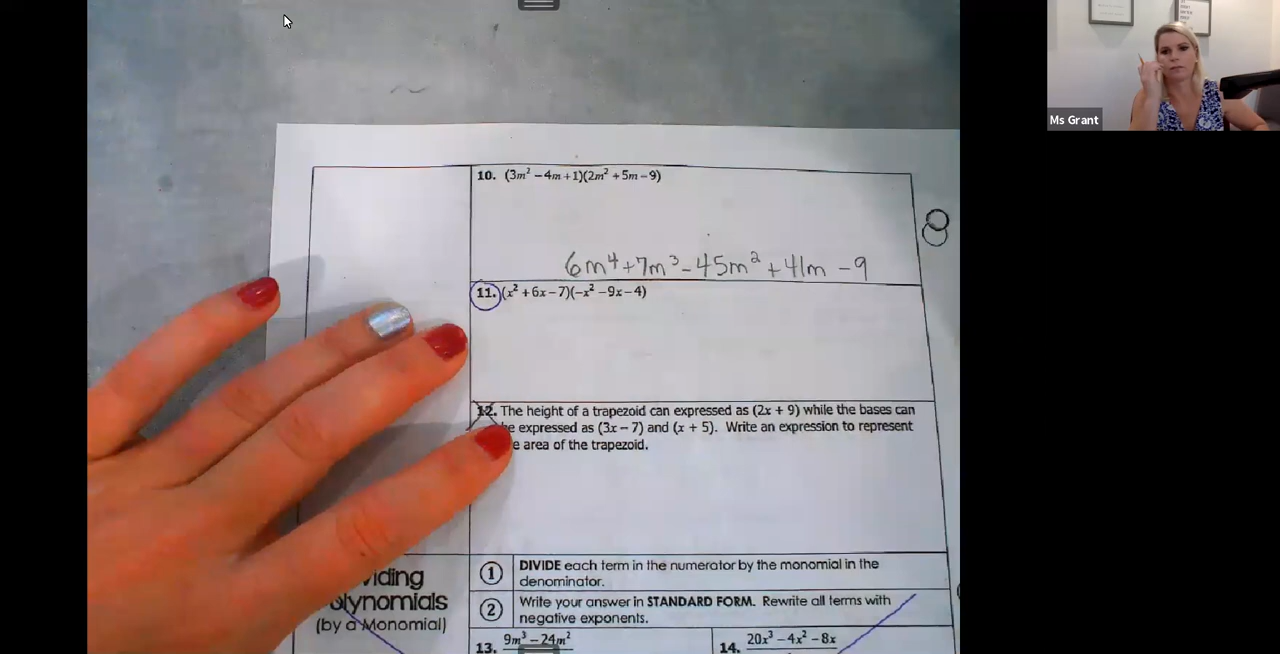 Ms Grant
10. (3m² – 4m + 1)(2m² + 5m – 9)
6m⁴ + 7m³ – 45m² + 41m – 9
11. (x² + 6x – 7)(–x² – 9x – 4)
12. The height of a trapezoid can expressed as (2x + 9) while the bases can
expressed as (3x – 7) and (x + 5). Write an expression to represent
area of the trapezoid.
Polynomials
(by a Monomial)
1 DIVIDE each term in the numerator by the monomial in the
denominator.
2 Write your answer in STANDARD FORM. Rewrite all terms with
negative exponents.
13. 9m³ – 24m²
14. 20x³ – 4x² – 8x